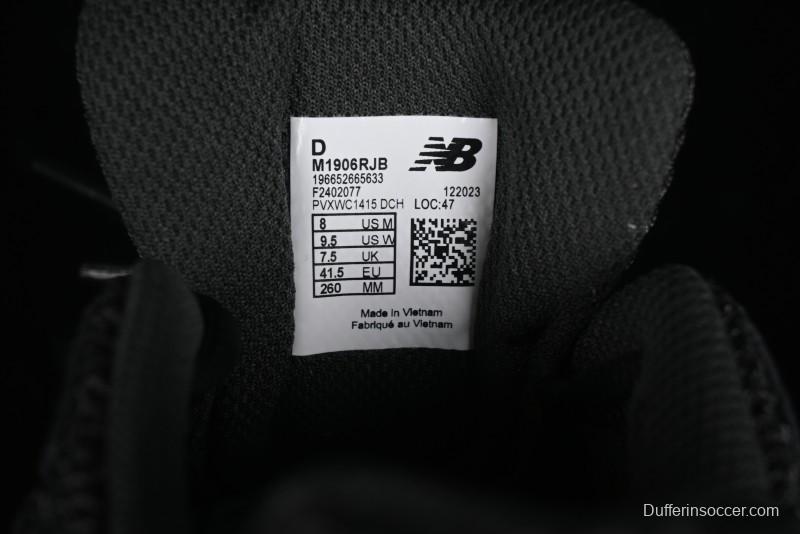 D
NB
M1906RJB
196652665633
F2402077 122023
PVXWC1415 DCH LOC:47
8 US M
9.5 US W
7.5 UK
41.5 EU
260 MM
Made in Vietnam
Fabriqué au Vietnam
Dufferinsoccer.com